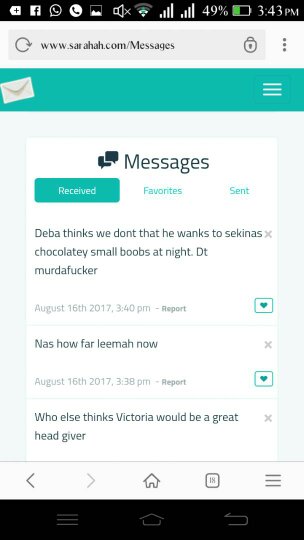 49% 3:43 PM
www.sarahah.com/Messages
Messages
Received Favorites Sent
Deba thinks we dont that he wanks to sekinas
chocolatey small boobs at night. Dt
murdafucker
August 16th 2017, 3:40 pm - Report
Nas how far leemah now
August 16th 2017, 3:38 pm - Report
Who else thinks Victoria would be a great
head giver
18